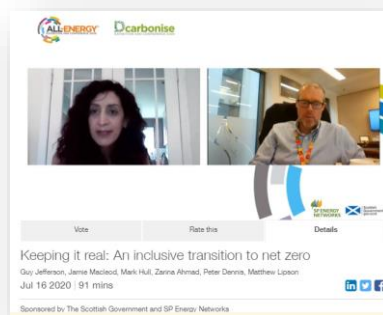 ALL-ENERGY Dcarbonise
SP ENERGY
NETWORKS
Scottish
Government
Vote Rate this Details
Keeping it real: An inclusive transition to net zero
Guy Jefferson, Jamie Macleod, Mark Hull, Zarina Ahmad, Peter Dennis, Matthew Lipson
Jul 16 2020 | 91 mins
Sponsored by The Scottish Government and SP Energy Networks